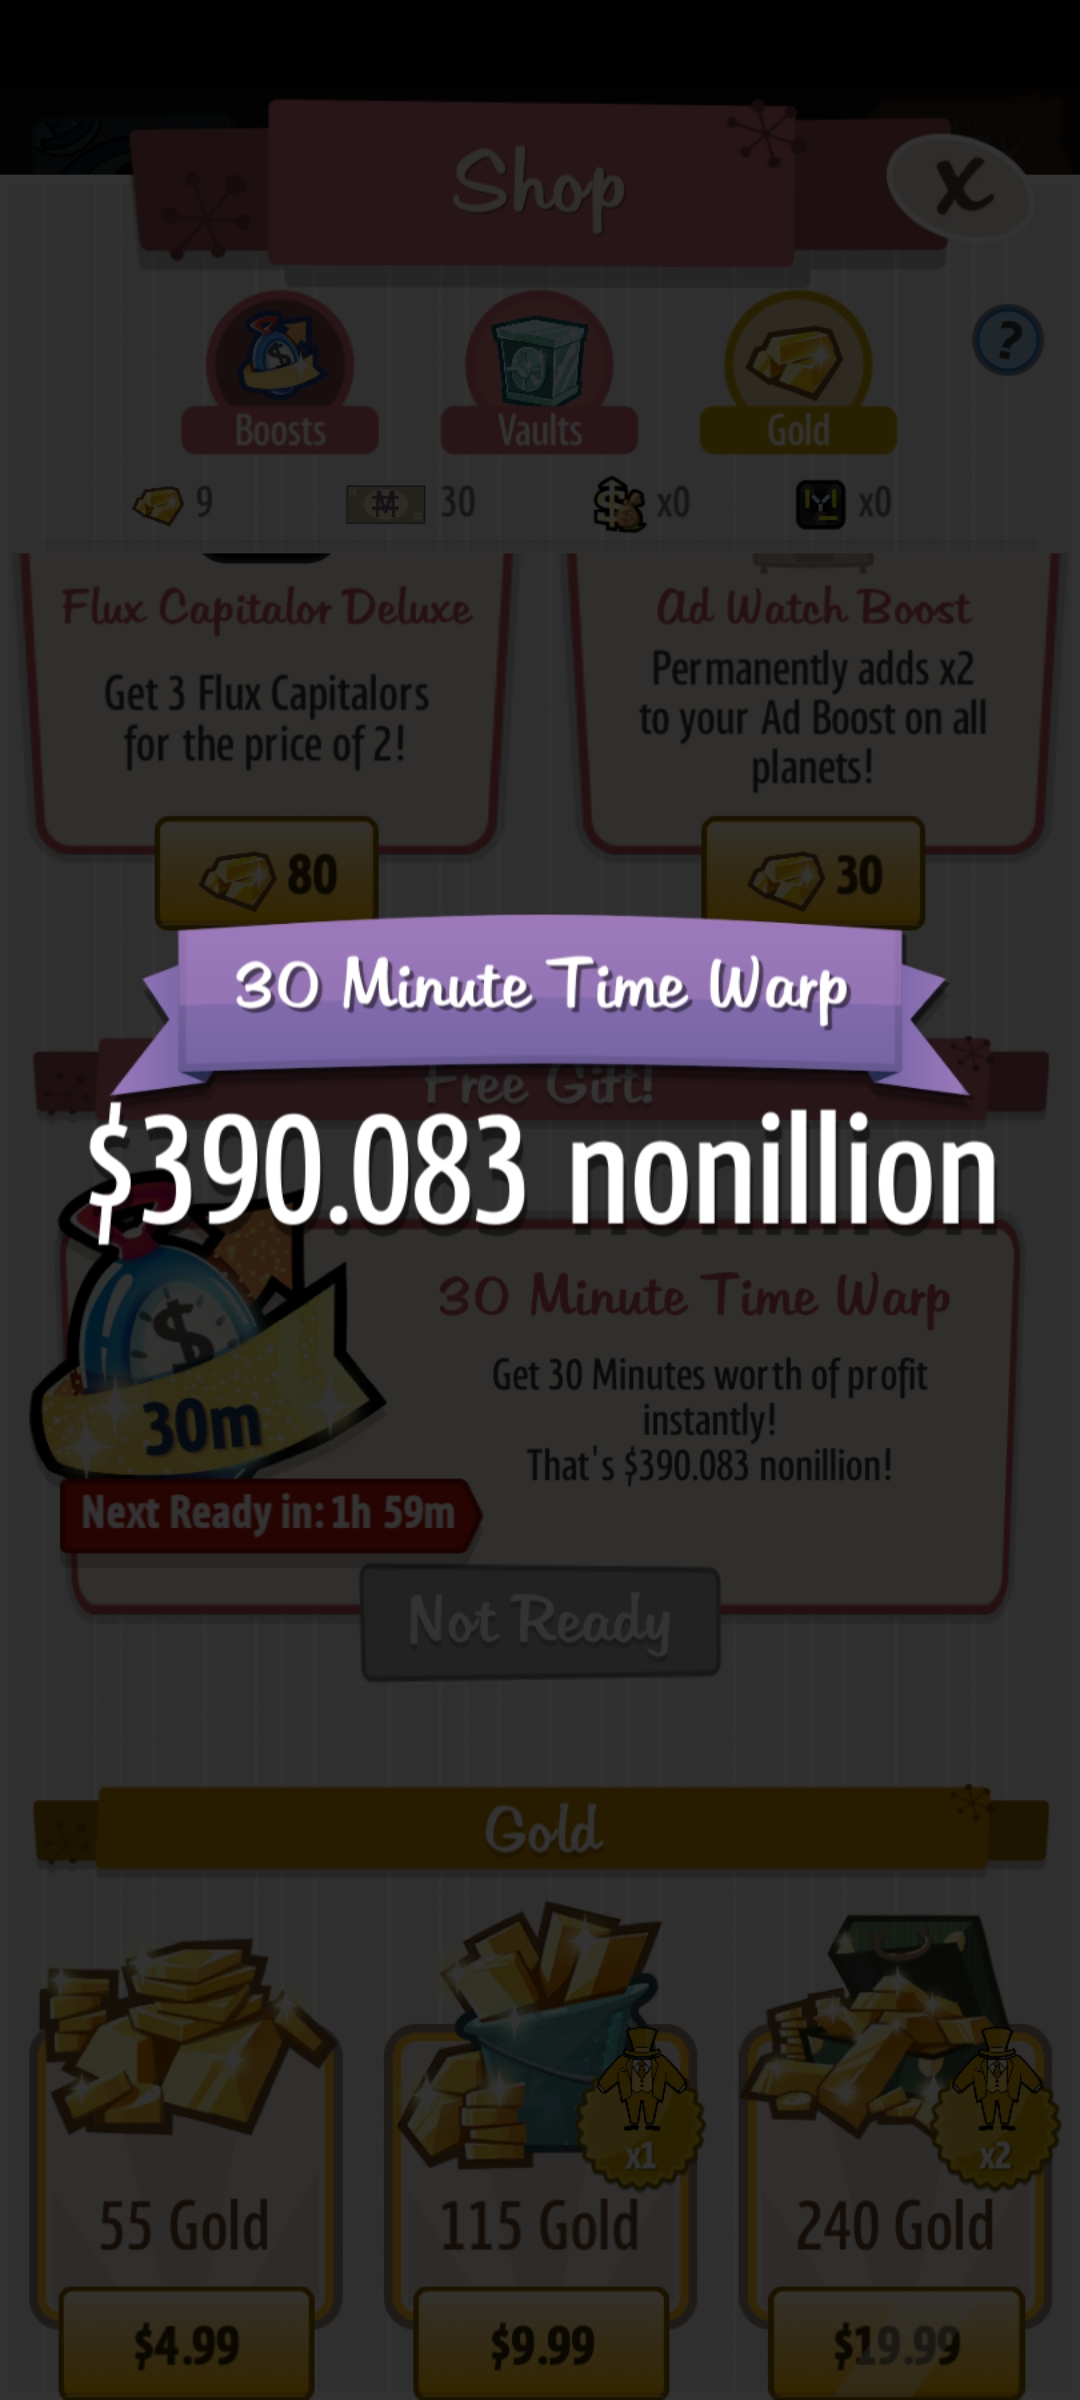 Shop
X
?
Boosts
Vaults
Gold
9
30
x0
x0
Flux Capitalor Deluxe
Get 3 Flux Capitalors
for the price of 2!
80
Ad Watch Boost
Permanently adds x2
to your Ad Boost on all
planets!
30
30 Minute Time Warp
Free Gift!
$390.083 nonillion
30m
30 Minute Time Warp
Get 30 Minutes worth of profit
instantly!
That's $390.083 nonillion!
Next Ready in: 1h 59m
Not Ready
Gold
x1
x2
55 Gold
115 Gold
240 Gold
$4.99
$9.99
$19.99